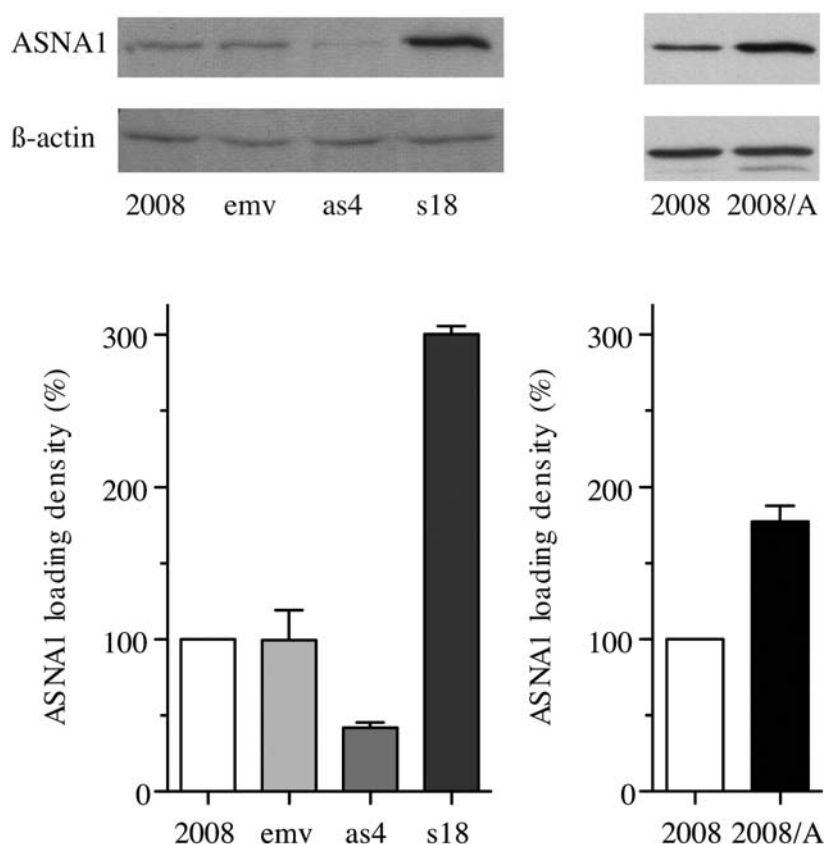 ASNA1
ß-actin
2008 emv as4 s18
2008 2008/A
ASNA1 loading density (%)
300
200
100
0
2008 emv as4 s18
ASNA1 loading density (%)
300
200
100
0
2008 2008/A